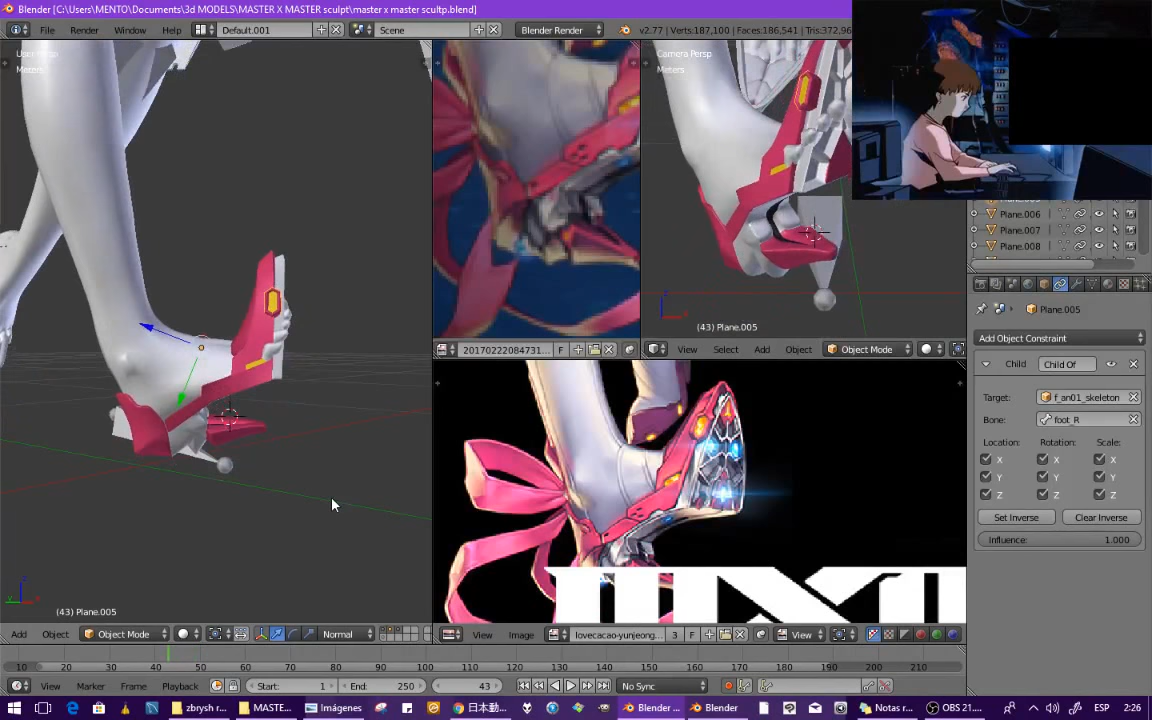 Blender [C:\Users\MENTO\Documents\3d MODELS\MASTER X MASTER sculpt\master x master scultp.blend]
File Render Window Help Default.001 Scene Blender Render v2.77 | Verts:187,100 | Faces:186,541 | Tris:372,96
Meters
Camera Persp
Meters
Plane.006
Plane.007
Plane.008
Plane.005
Add Object Constraint
Child Child Of
Target: f_an01_skeleton
Bone: foot_R
Location: Rotation: Scale:
X X X
Y Y Y
Z Z Z
Set Inverse Clear Inverse
Influence: 1.000
(43) Plane.005
20170222084731... F View Select Add Object Object Mode
(43) Plane.005
Add Object Object Mode Normal
View Image lovecacao-yunjeong... 3 F View
10 20 30 40 50 60 70 80 90 100 110 120 130 140 150 160 170 180 190 200 210
View Marker Frame Playback Start: 1 End: 250 43 No Sync
zbrysh r... MASTE... Imágenes 日本動... Blender ... Blender Notas r... OBS 21.... ESP 2:26